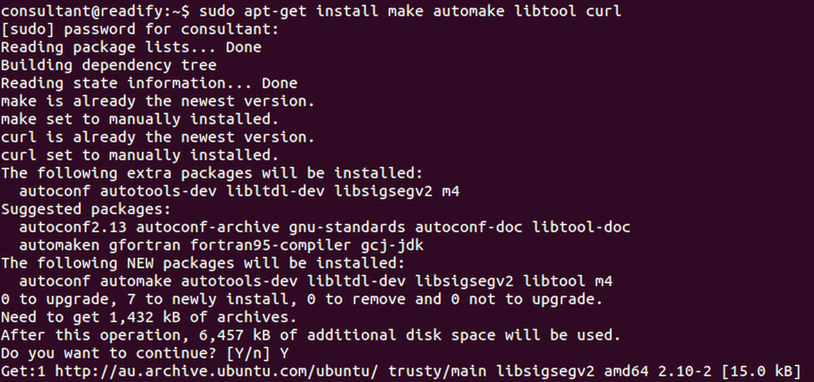 consultant@readify:~$ sudo apt-get install make automake libtool curl
[sudo] password for consultant:
Reading package lists... Done
Building dependency tree
Reading state information... Done
make is already the newest version.
make set to manually installed.
curl is already the newest version.
curl set to manually installed.
The following extra packages will be installed:
  autoconf autotools-dev libltdl-dev libsigsegv2 m4
Suggested packages:
  autoconf2.13 autoconf-archive gnu-standards autoconf-doc libtool-doc
  automaken gfortran fortran95-compiler gcj-jdk
The following NEW packages will be installed:
  autoconf automake autotools-dev libltdl-dev libsigsegv2 libtool m4
0 to upgrade, 7 to newly install, 0 to remove and 0 not to upgrade.
Need to get 1,432 kB of archives.
After this operation, 6,457 kB of additional disk space will be used.
Do you want to continue? [Y/n] Y
Get:1 http://au.archive.ubuntu.com/ubuntu/ trusty/main libsigsegv2 amd64 2.10-2 [15.0 kB]